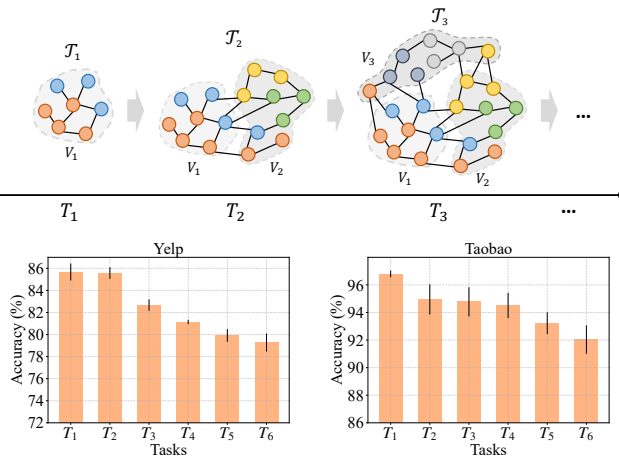 𝒯₁
𝒯₂
𝒯₃
V₁
V₁
V₂
V₃
V₁
V₂
...
T₁
T₂
T₃
...
Yelp
Accuracy (%)
86
84
82
80
78
76
74
72
T₁ T₂ T₃ T₄ T₅ T₆
Tasks
Taobao
Accuracy (%)
96
94
92
90
88
86
T₁ T₂ T₃ T₄ T₅ T₆
Tasks